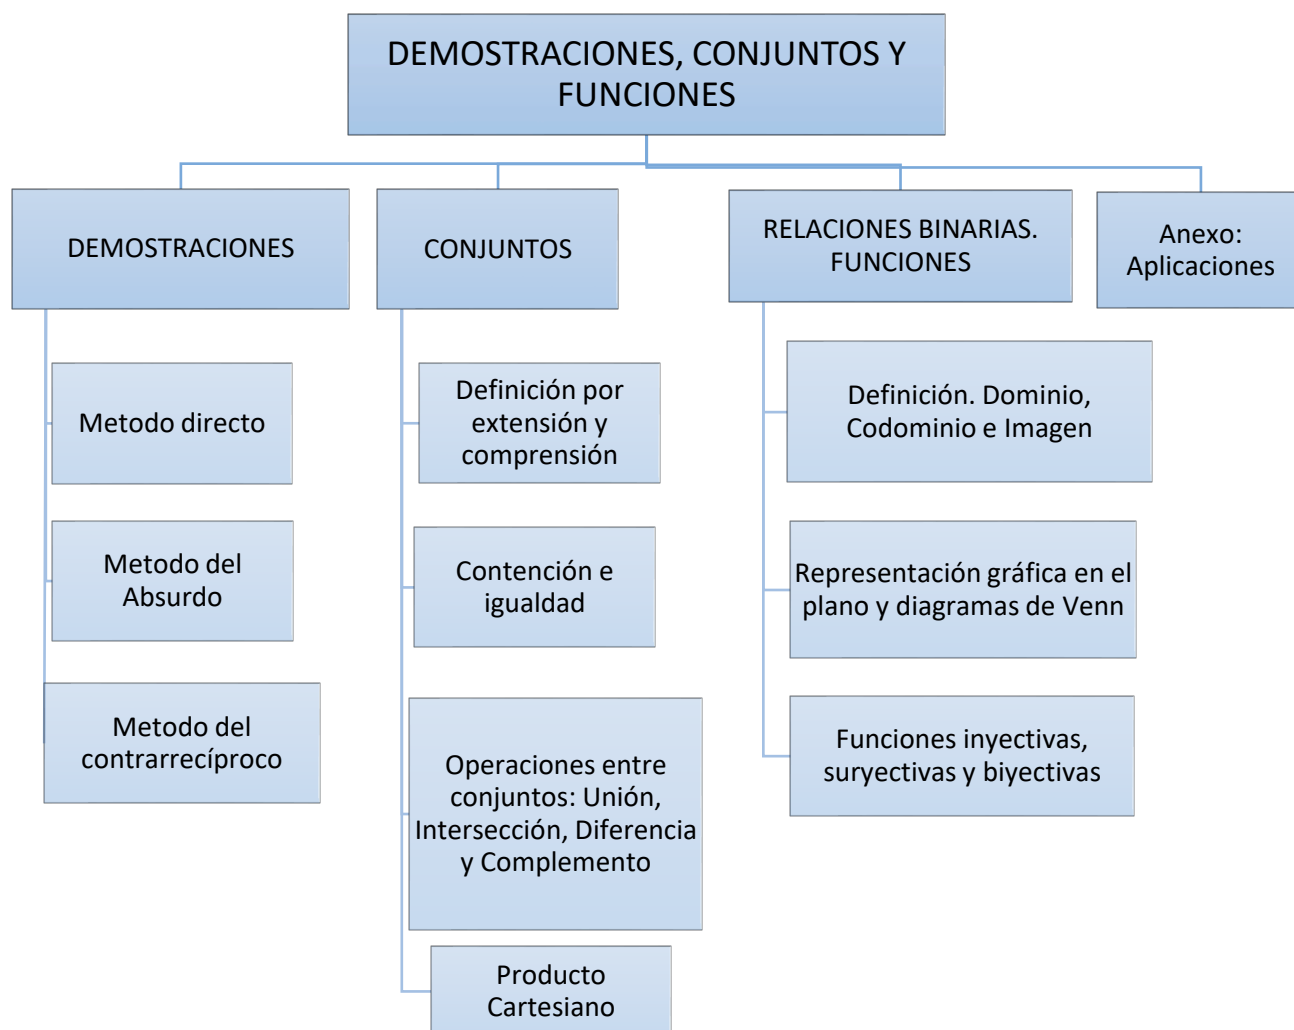 DEMOSTRACIONES, CONJUNTOS Y
FUNCIONES
DEMOSTRACIONES
Metodo directo
Metodo del
Absurdo
Metodo del
contrarrecíproco
CONJUNTOS
Definición por
extensión y
comprensión
Contención e
igualdad
Operaciones entre
conjuntos: Unión,
Intersección, Diferencia
y Complemento
Producto
Cartesiano
RELACIONES BINARIAS.
FUNCIONES
Definición. Dominio,
Codominio e Imagen
Representación gráfica en el
plano y diagramas de Venn
Funciones inyectivas,
suryectivas y biyectivas
Anexo:
Aplicaciones